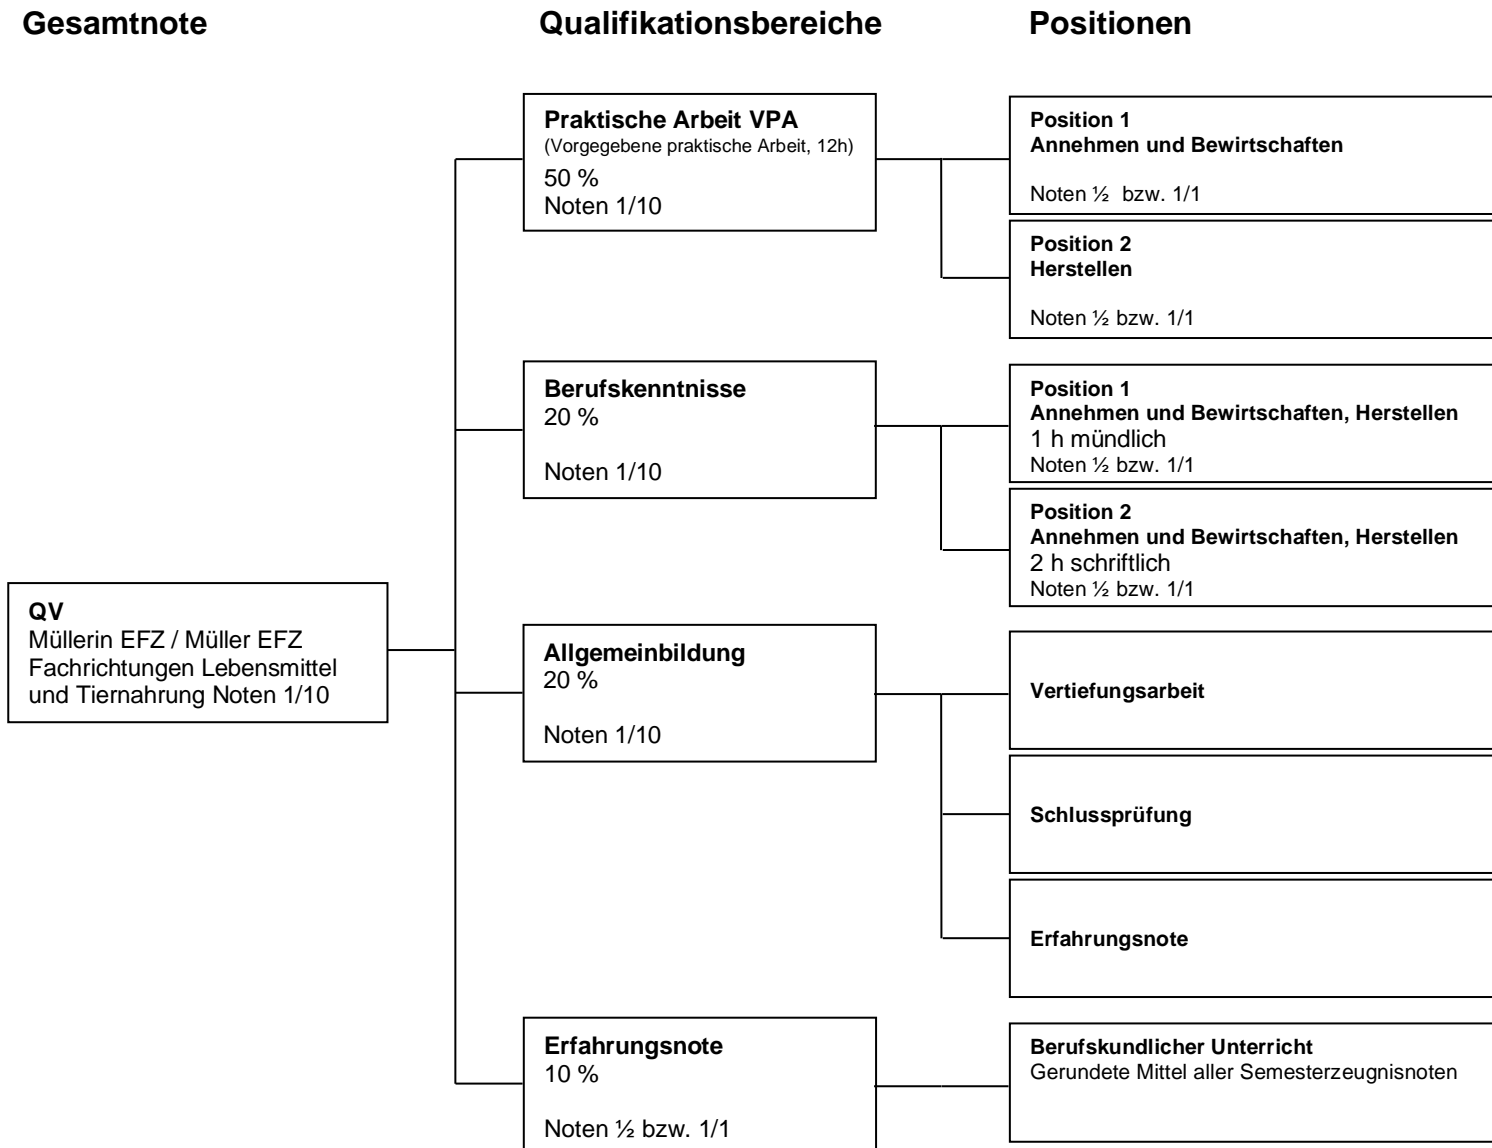 Gesamtnote
Qualifikationsbereiche
Positionen
Praktische Arbeit VPA
(Vorgegebene praktische Arbeit, 12h)
50 %
Noten 1/10
Position 1
Annehmen und Bewirtschaften
Noten ½ bzw. 1/1
Position 2
Herstellen
Noten ½ bzw. 1/1
Berufskenntnisse
20 %
Noten 1/10
Position 1
Annehmen und Bewirtschaften, Herstellen
1 h mündlich
Noten ½ bzw. 1/1
Position 2
Annehmen und Bewirtschaften, Herstellen
2 h schriftlich
Noten ½ bzw. 1/1
QV
Müllerin EFZ / Müller EFZ
Fachrichtungen Lebensmittel
und Tiernahrung Noten 1/10
Allgemeinbildung
20 %
Noten 1/10
Vertiefungsarbeit
Schlussprüfung
Erfahrungsnote
Erfahrungsnote
10 %
Noten ½ bzw. 1/1
Berufskundlicher Unterricht
Gerundete Mittel aller Semesterzeugnisnoten